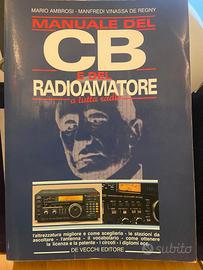 MARIO AMBROSI - MANFREDI VINASSA DE REGNY
MANUALE DEL
CB
E DEL
RADIOAMATORE
a tutta radio
l'attrezzatura migliore e come sceglierla - le stazioni da
ascoltare - l'antenna - il vocabolario - come ottenere
la licenza e la patente - i circoli - i diplomi ecc.
DE VECCHI EDITORE
subito